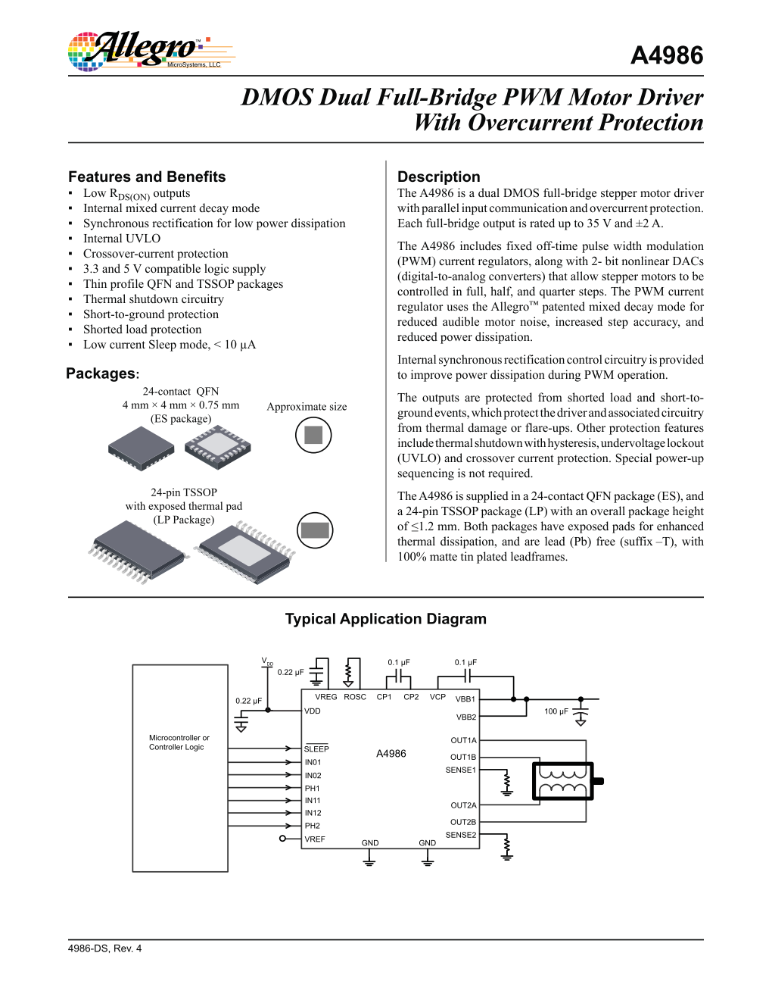 Allegro™
MicroSystems, LLC
A4986
DMOS Dual Full-Bridge PWM Motor Driver
With Overcurrent Protection
Features and Benefits
▪ Low RDS(ON) outputs
▪ Internal mixed current decay mode
▪ Synchronous rectification for low power dissipation
▪ Internal UVLO
▪ Crossover-current protection
▪ 3.3 and 5 V compatible logic supply
▪ Thin profile QFN and TSSOP packages
▪ Thermal shutdown circuitry
▪ Short-to-ground protection
▪ Shorted load protection
▪ Low current Sleep mode, < 10 µA
Packages:
24-contact QFN
4 mm × 4 mm × 0.75 mm
(ES package)
Approximate size
24-pin TSSOP
with exposed thermal pad
(LP Package)
Description
The A4986 is a dual DMOS full-bridge stepper motor driver
with parallel input communication and overcurrent protection.
Each full-bridge output is rated up to 35 V and ±2 A.
The A4986 includes fixed off-time pulse width modulation
(PWM) current regulators, along with 2- bit nonlinear DACs
(digital-to-analog converters) that allow stepper motors to be
controlled in full, half, and quarter steps. The PWM current
regulator uses the Allegro™ patented mixed decay mode for
reduced audible motor noise, increased step accuracy, and
reduced power dissipation.
Internal synchronous rectification control circuitry is provided
to improve power dissipation during PWM operation.
The outputs are protected from shorted load and short-to-
ground events, which protect the driver and associated circuitry
from thermal damage or flare-ups. Other protection features
include thermal shutdown with hysteresis, undervoltage lockout
(UVLO) and crossover current protection. Special power-up
sequencing is not required.
The A4986 is supplied in a 24-contact QFN package (ES), and
a 24-pin TSSOP package (LP) with an overall package height
of ≤1.2 mm. Both packages have exposed pads for enhanced
thermal dissipation, and are lead (Pb) free (suffix –T), with
100% matte tin plated leadframes.
Typical Application Diagram
VDD
0.22 µF
0.1 µF
0.1 µF
0.22 µF
VREG ROSC CP1 CP2 VCP
VBB1
VDD
VBB2
100 µF
Microcontroller or
Controller Logic
A4986
SLEEP
IN01
IN02
PH1
IN11
IN12
PH2
VREF
OUT1A
OUT1B
SENSE1
OUT2A
OUT2B
SENSE2
GND
GND
4986-DS, Rev. 4